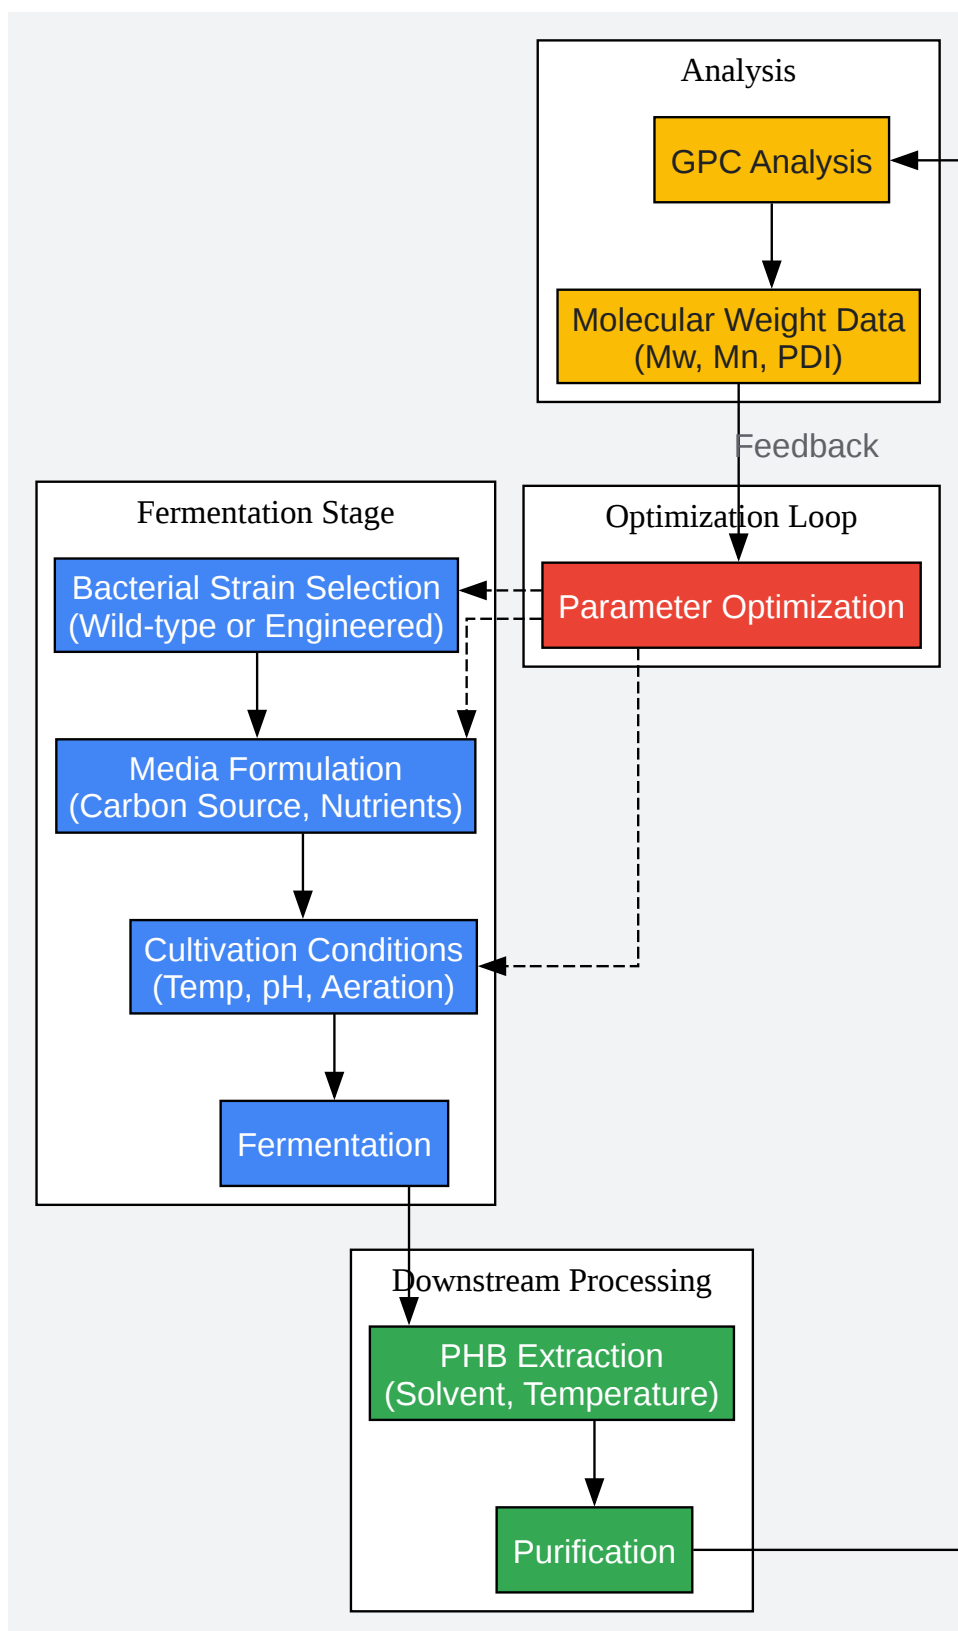 Analysis
GPC Analysis
Molecular Weight Data
(Mw, Mn, PDI)
Feedback
Optimization Loop
Parameter Optimization
Fermentation Stage
Bacterial Strain Selection
(Wild-type or Engineered)
Media Formulation
(Carbon Source, Nutrients)
Cultivation Conditions
(Temp, pH, Aeration)
Fermentation
Downstream Processing
PHB Extraction
(Solvent, Temperature)
Purification